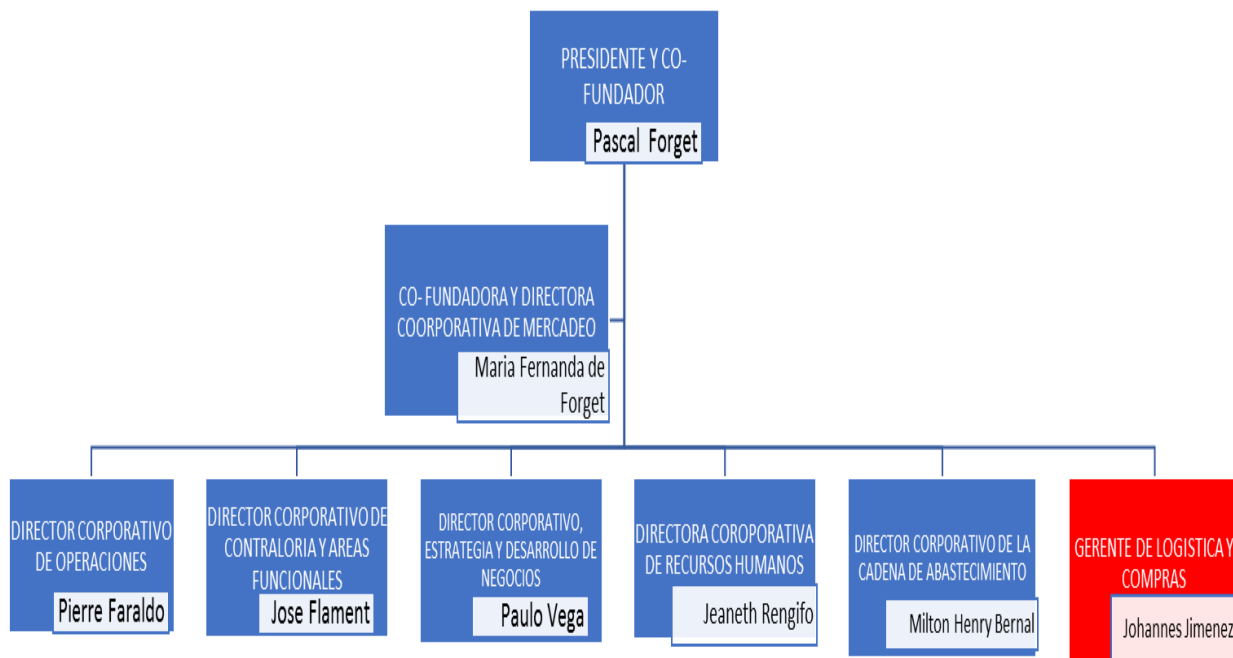 PRESIDENTE Y CO-
FUNDADOR
Pascal Forget
CO- FUNDADORA Y DIRECTORA
COORPORATIVA DE MERCADEO
Maria Fernanda de
Forget
DIRECTOR CORPORATIVO
DE OPERACIONES
Pierre Faraldo
DIRECTOR CORPORATIVO DE
CONTRALORIA Y AREAS
FUNCIONALES
Jose Flament
DIRECTOR CORPORATIVO,
ESTRATEGIA Y DESARROLLO DE
NEGOCIOS
Paulo Vega
DIRECTORA COROPORATIVA
DE RECURSOS HUMANOS
Jeaneth Rengifo
DIRECTOR CORPORATIVO DE LA
CADENA DE ABASTECIMIENTO
Milton Henry Bernal
GERENTE DE LOGISTICA Y
COMPRAS
Johannes Jimenez